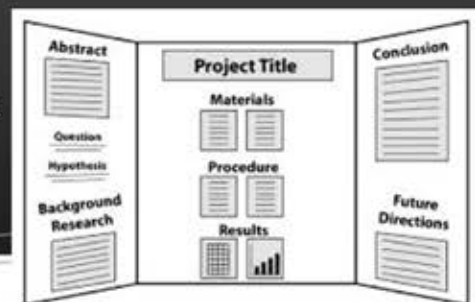 Abstract
Question
Hypothesis
Background
Research
Project Title
Materials
Procedure
Results
Conclusion
Future
Directions